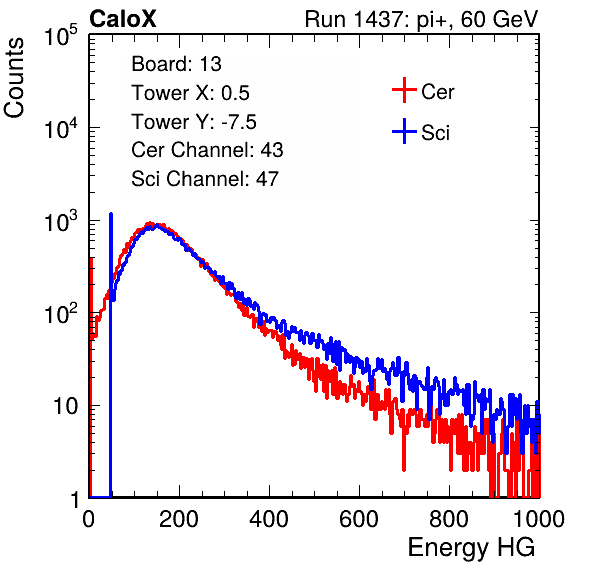 CaloX Run 1437: pi+, 60 GeV
Counts
Board: 13
Tower X: 0.5
Tower Y: -7.5
Cer Channel: 43
Sci Channel: 47
Cer
Sci
10^5
10^4
10^3
10^2
10
1
0 200 400 600 800 1000
Energy HG